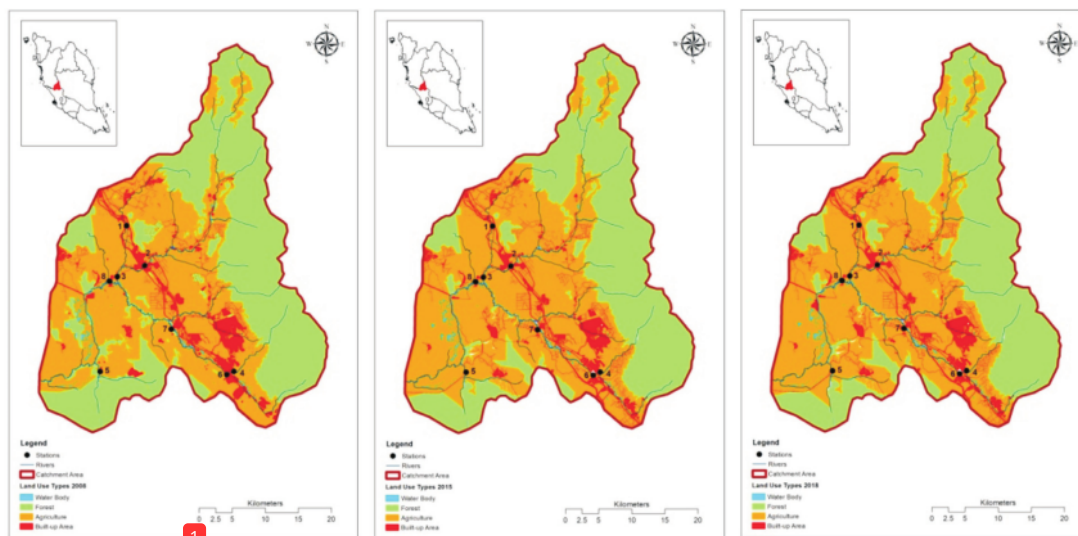 N
W E
S
1
2
8 3
7
5
6 4
Legend
Stations
Rivers
Catchment Area
Land Use Types
Water Body
Forest
Agriculture
Built-up Area
Kilometers
0 2.5 5 10 15 20
1
N
W E
S
1
2
8 3
7
5
6 4
Legend
Stations
Rivers
Catchment Area
Land Use Types 2015
Water Body
Forest
Agriculture
Built-up Area
Kilometers
0 2.5 5 10 15 20
N
W E
S
1
2
8 3
7
5
6 4
Legend
Stations
Rivers
Catchment Area
Land Use Types 2018
Water Body
Forest
Agriculture
Built-up Area
Kilometers
0 2.5 5 10 15 20